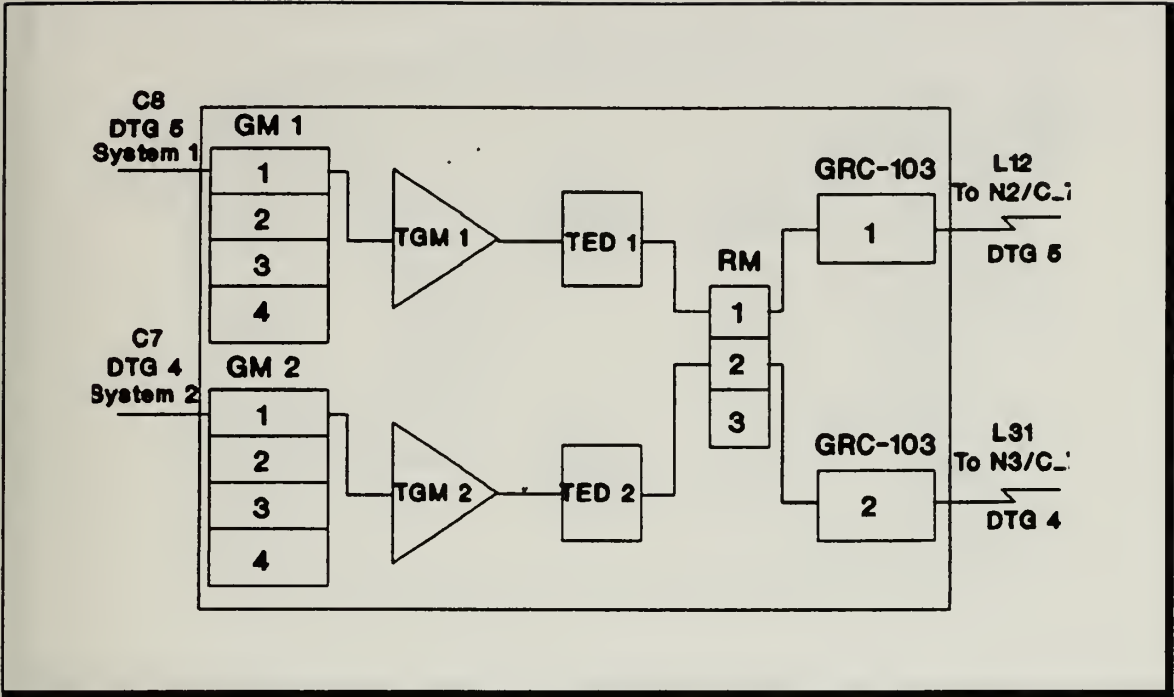 C8
DTG 5
System 1
GM 1
1
2
3
4
TGM 1
TED 1
RM
1
2
3
GRC-103
1
L12
To N2/C_
DTG 5
C7
DTG 4
System 2
GM 2
1
2
3
4
TGM 2
TED 2
GRC-103
2
L31
To N3/C_
DTG 4